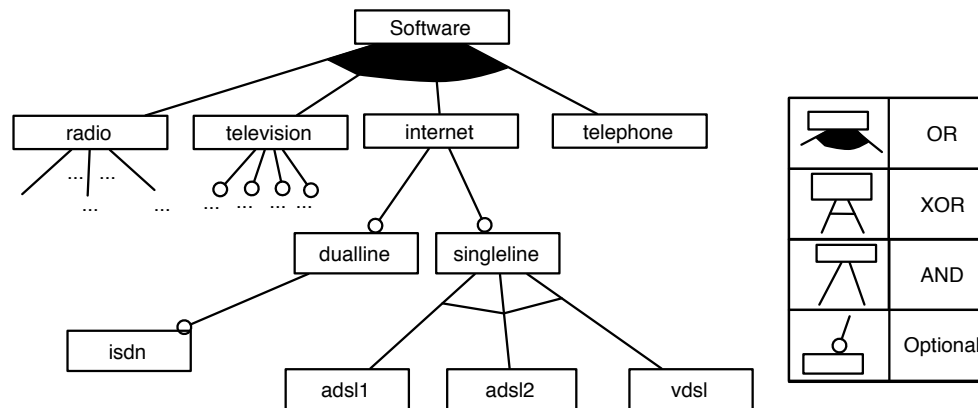 Software
radio television internet telephone
... ...
... ...
... ... ... ...
dualline singleline
isdn
adsl1 adsl2 vdsl
OR
XOR
AND
Optional